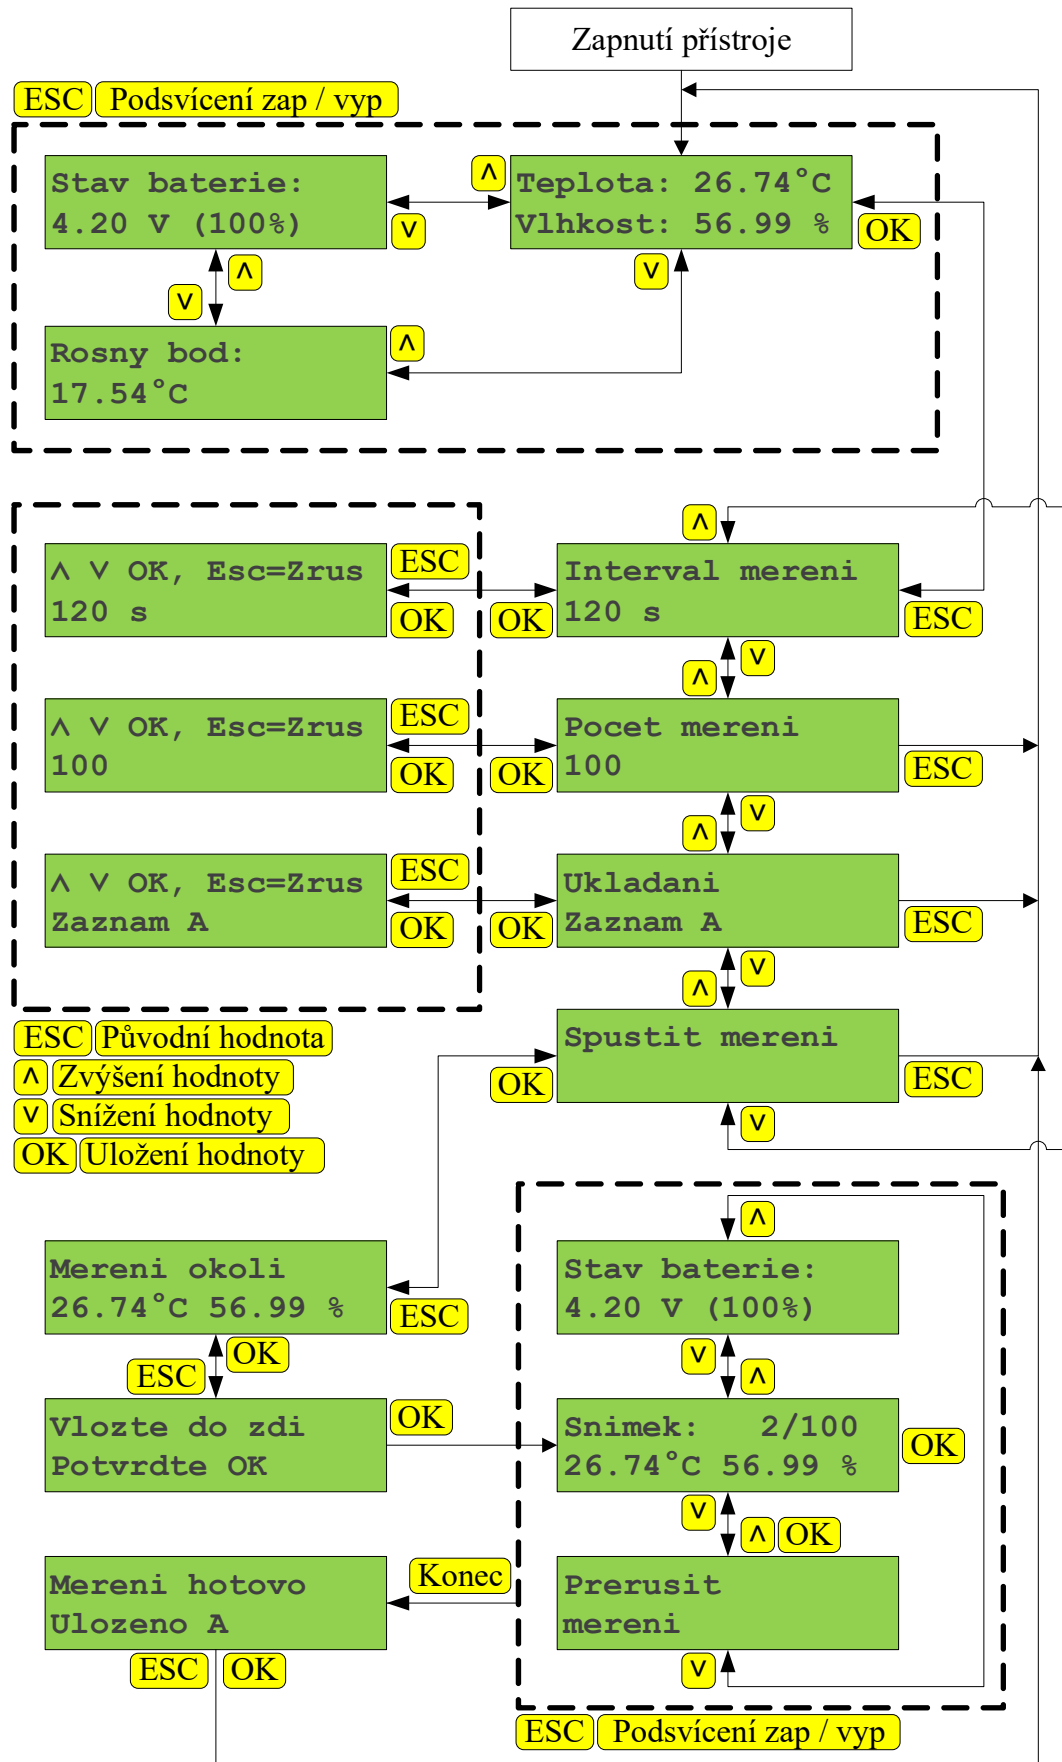 Zapnutí přístroje
ESC Podsvícení zap / vyp
Stav baterie:
4.20 V (100%)
˄
˅
Teplota: 26.74°C
Vlhkost: 56.99 %
OK
˅
˄
˅
Rosny bod:
17.54°C
˄
˄
˄ ˅ OK, Esc=Zrus
120 s
ESC
OK
OK
Interval mereni
120 s
ESC
˄
˅
˄ ˅ OK, Esc=Zrus
100
ESC
OK
OK
Pocet mereni
100
ESC
˄
˅
˄ ˅ OK, Esc=Zrus
Zaznam A
ESC
OK
OK
Ukladani
Zaznam A
ESC
˄
˅
Spustit mereni
OK
ESC
˅
ESC Původní hodnota
˄ Zvýšení hodnoty
˅ Snížení hodnoty
OK Uložení hodnoty
Mereni okoli
26.74°C 56.99 %
ESC
OK
ESC
Vlozte do zdi
Potvrdte OK
OK
˄
Stav baterie:
4.20 V (100%)
˅
˄
Snimek: 2/100
26.74°C 56.99 %
OK
˅
˄ OK
Prerusit
mereni
˅
Konec
Mereni hotovo
Ulozeno A
ESC OK
ESC Podsvícení zap / vyp